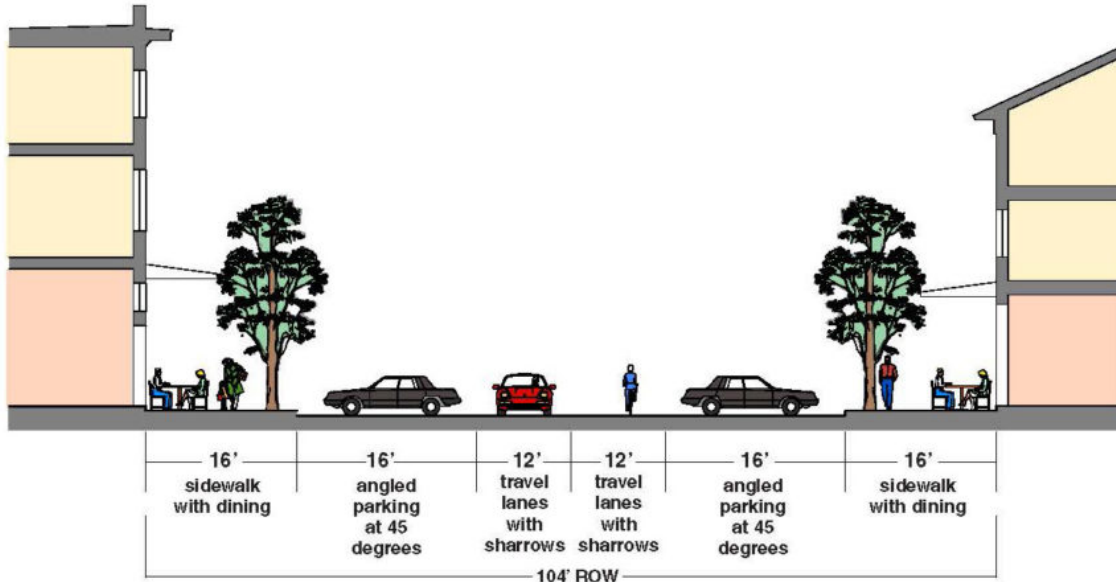 16' 16' 12' 12' 16' 16'
sidewalk
with dining
angled
parking
at 45
degrees
travel
lanes
with
sharrows
travel
lanes
with
sharrows
angled
parking
at 45
degrees
sidewalk
with dining
104' ROW